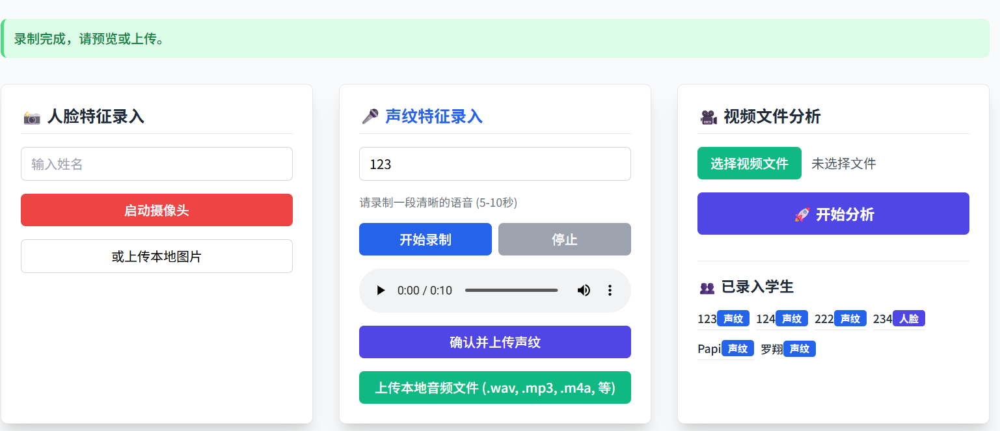 录制完成，请预览或上传。
人脸特征录入
输入姓名
启动摄像头
或上传本地图片
声纹特征录入
123
请录制一段清晰的语音 (5-10秒)
开始录制 停止
0:00 / 0:10
确认并上传声纹
上传本地音频文件 (.wav, .mp3, .m4a, 等)
视频文件分析
选择视频文件 未选择文件
🚀 开始分析
已录入学生
123 声纹 124 声纹 222 声纹 234 人脸
Papi 声纹 罗翔 声纹